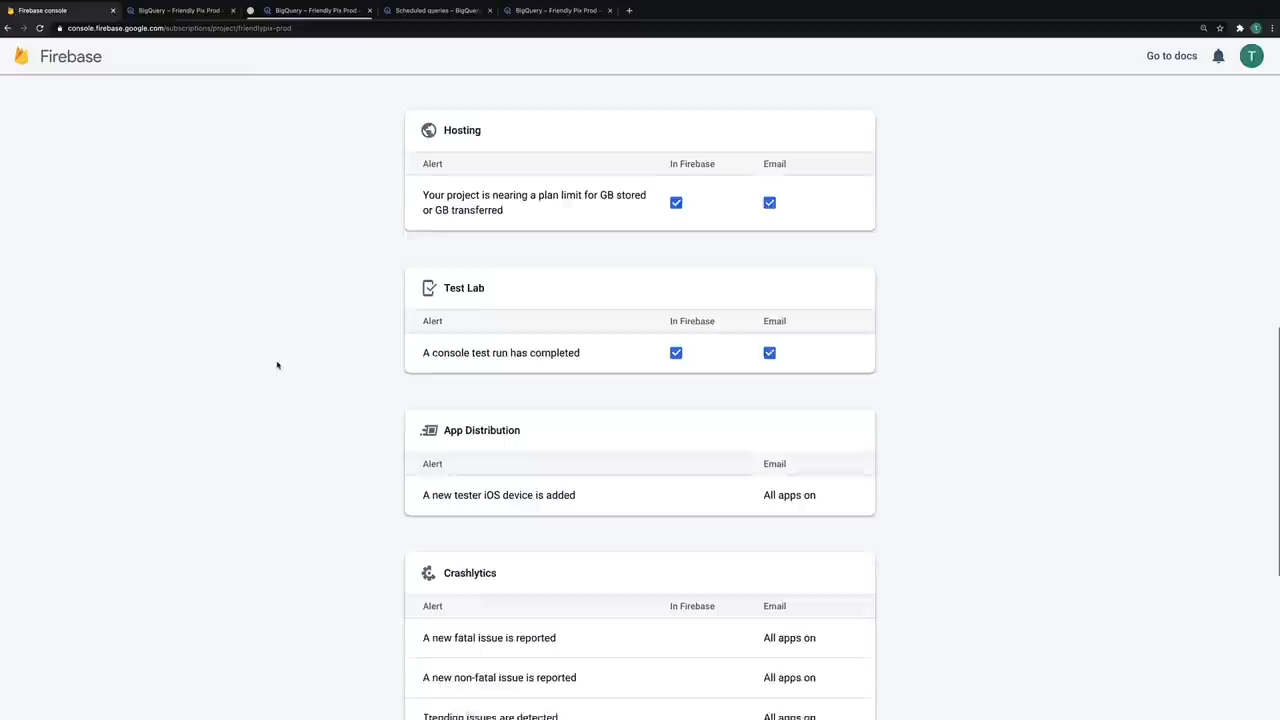 Firebase console
BigQuery – Friendly Pix Prod -
BigQuery – Friendly Pix Prod -
Scheduled queries – BigQuery
BigQuery – Friendly Pix Prod -
console.firebase.google.com/subscriptions/project/friendlypix-prod
Firebase
Go to docs
T
Hosting
Alert In Firebase Email
Your project is nearing a plan limit for GB stored
or GB transferred
Test Lab
Alert In Firebase Email
A console test run has completed
App Distribution
Alert Email
A new tester iOS device is added All apps on
Crashlytics
Alert In Firebase Email
A new fatal issue is reported All apps on
A new non-fatal issue is reported All apps on
Trending issues are detected All apps on